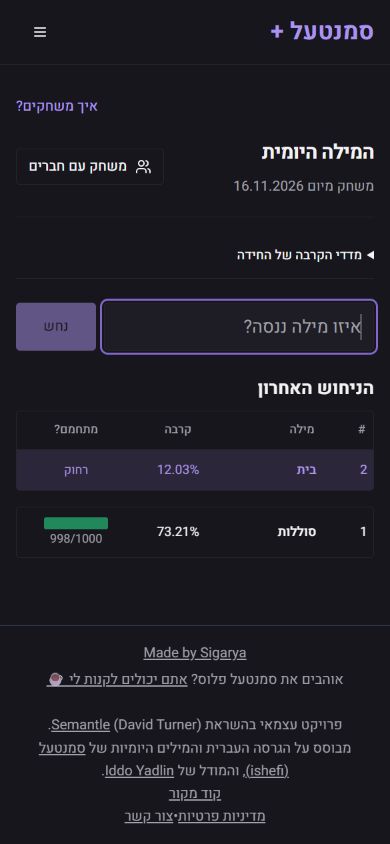 סמנטעל +
איך משחקים?
המילה היומית
משחק מיום 16.11.2026
משחק עם חברים
מדדי הקרבה של החידה
איזו מילה ננסה?
נחש
הניחוש האחרון
# מילה קרבה מתחמם?
2 בית 12.03% רחוק
1 סוללות 73.21% 998/1000
Made by Sigarya
אוהבים את סמנטעל פלוס? אתם יכולים לקנות לי ☕
פרויקט עצמאי בהשראת Semantle (David Turner).
מבוסס על הגרסה העברית והמילים היומיות של סמנטעל
(ishefi), והמודל של Iddo Yadlin.
קוד מקור
מדיניות פרטיות•צור קשר